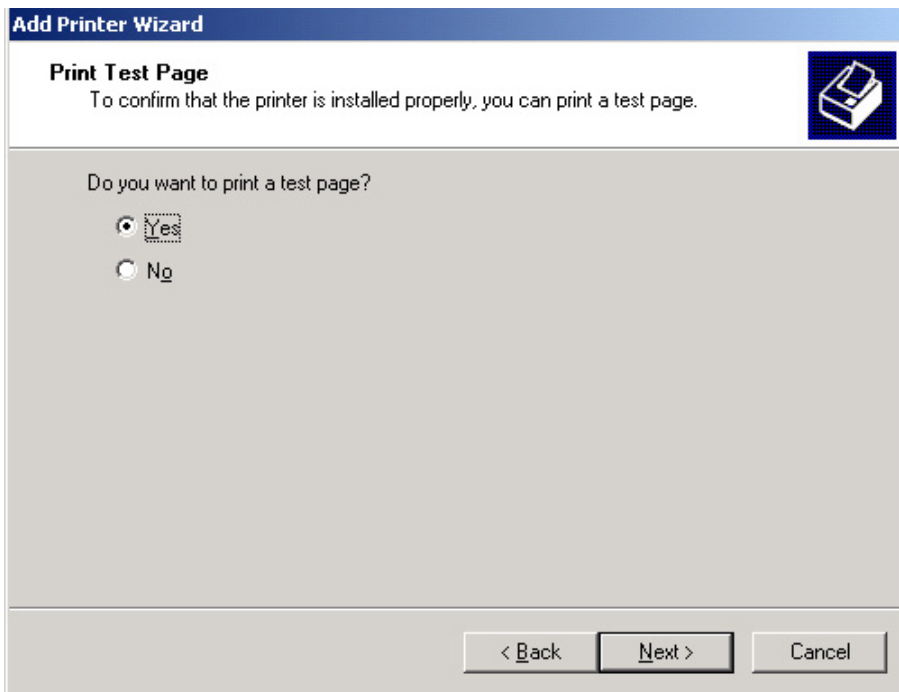 Add Printer Wizard
Print Test Page
To confirm that the printer is installed properly, you can print a test page.
Do you want to print a test page?
Yes
No
< Back Next > Cancel